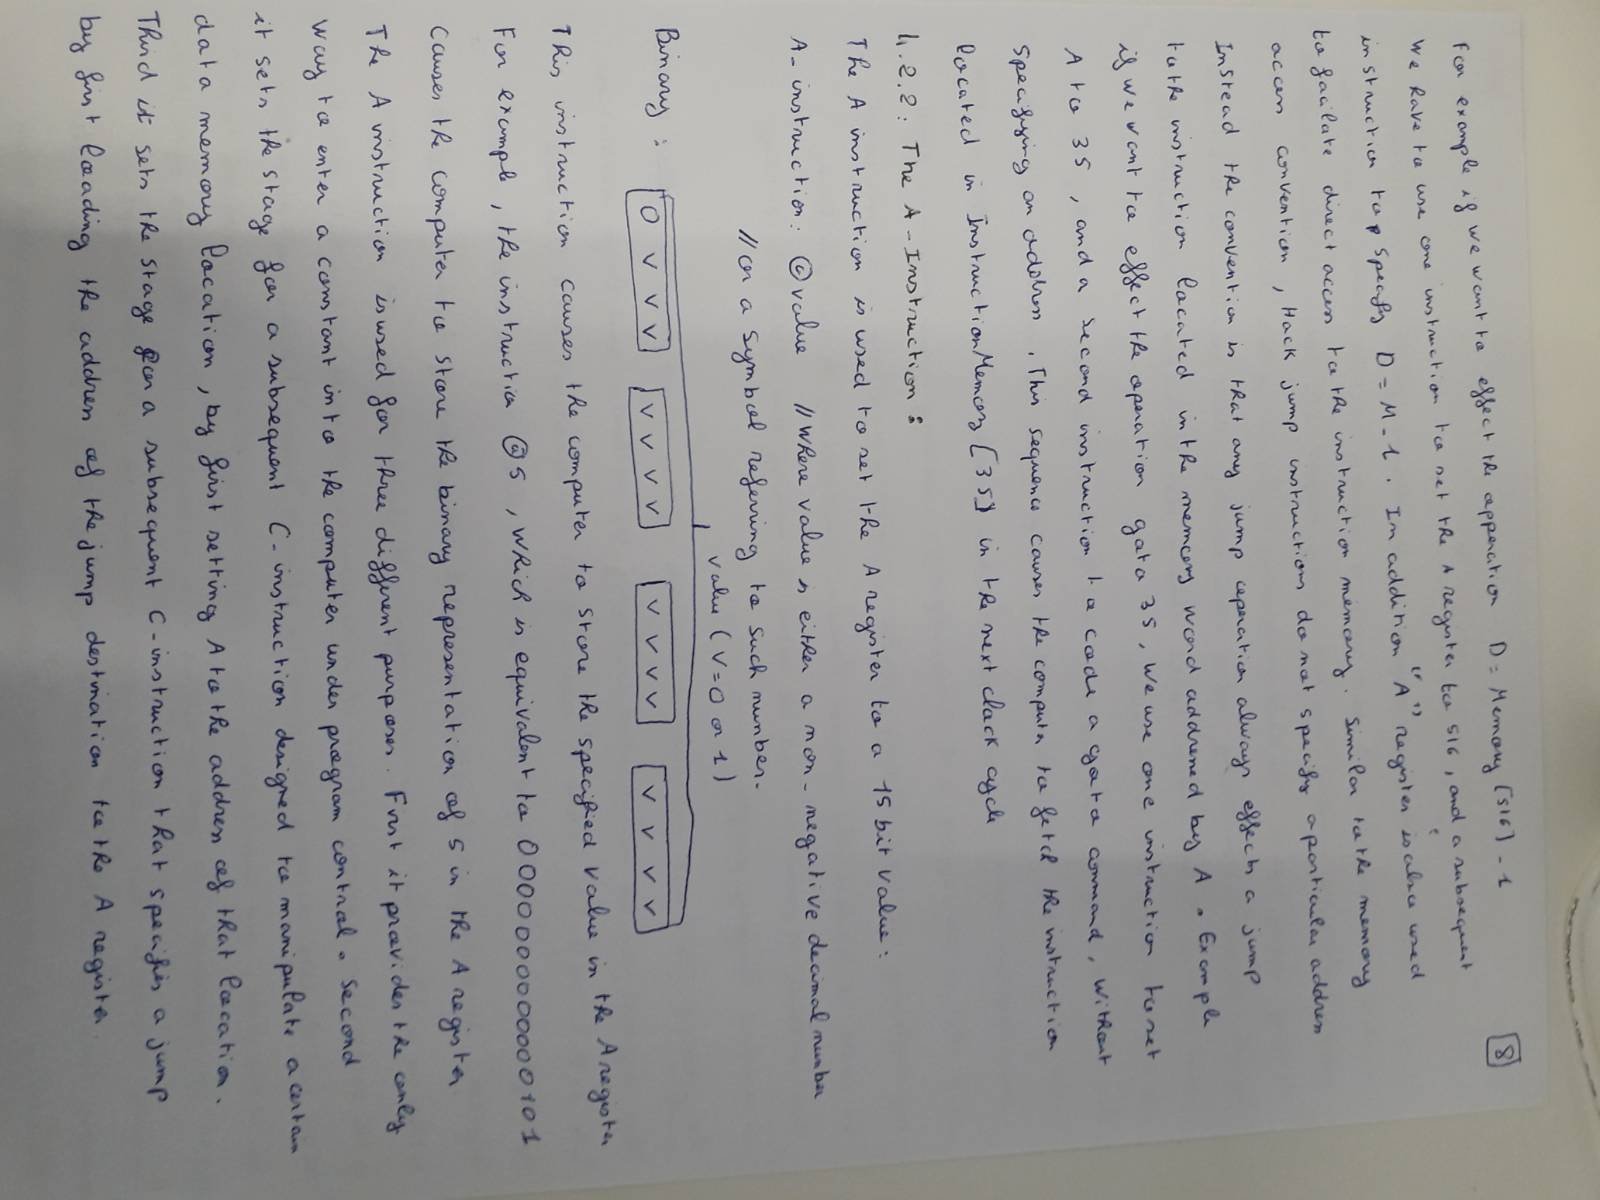 8
For example if we want to effect the opperation D = Memory [516] - 1
We have to use one instruction to set the A register to 516, and a subsequent
instruction to specify D = M - 1. In addition "A" register is also used
to facilate direct access to the instruction memory. Similar to the memory
access convention, Hack jump instructions do not specify a particular address
Instead the convention is that any jump operation always effects a jump
to the instruction located in the memory word addressed by A. Example
if we want to effect the operation goto 35, we use one instruction to set
A to 35, and a second instruction to code a goto command, without
specifying an address. This sequence causes the computer to fetch the instruction
located in InstructionMemory [35] in the next clock cycle
4.2.2: The A-Instruction:
The A instruction is used to set the A register to a 15 bit value:
A-instruction: @value // Where value is either a non-negative decimal number
// or a symbol referring to such number.
value (v=0 or 1)
Binary: 0 v v v v v v v v v v v v v v v
This instruction causes the computer to store the specified value in the A register
For example, the instruction @5, which is equivalent to 0000000000000101
causes the computer to store the binary representation of 5 in the A register
The A instruction is used for three different purposes. First it provides the only
way to enter a constant into the computer under program control. Second
it sets the stage for a subsequent C-instruction designed to manipulate a certain
data memory location, by first setting A to the address of that location.
Third it sets the stage for a subsequent C-instruction that specifies a jump
by first loading the address of the jump destination to the A register.